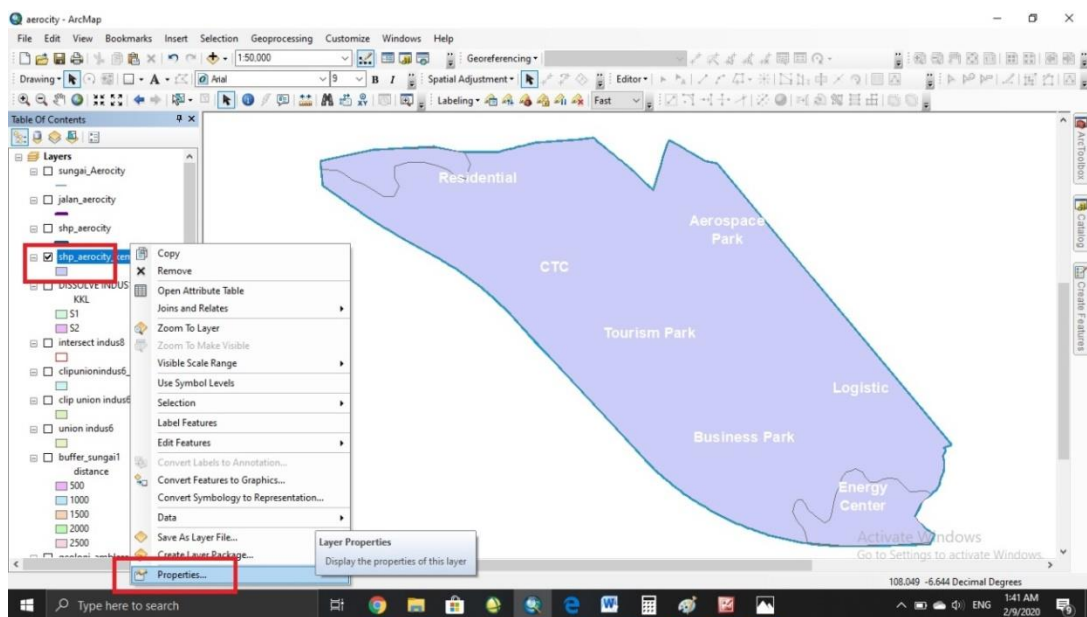 aerocity - ArcMap
File Edit View Bookmarks Insert Selection Geoprocessing Customize Windows Help
1:50,000
Georeferencing
Drawing
A
Arial
9
B I
Spatial Adjustment
Editor
Labeling
Fast
Table Of Contents
Layers
sungai_Aerocity
jalan_aerocity
shp_aerocity
DISSOLVE INDUS
KKL
S1
S2
intersect indus8
clipunionindus6_
clip union indus6
union indus6
buffer_sungai1
distance
500
1000
1500
2000
2500
Copy
Remove
Open Attribute Table
Joins and Relates
Zoom To Layer
Zoom To Make Visible
Visible Scale Range
Use Symbol Levels
Selection
Label Features
Edit Features
Convert Labels to Annotation...
Convert Features to Graphics...
Convert Symbology to Representation...
Data
Save As Layer File...
Create Layer Package...
Properties...
Layer Properties
Display the properties of this layer
Residential
Aerospace
Park
CTC
Tourism Park
Logistic
Business Park
Energy
Center
Activate Windows
Go to Settings to activate Windows.
ArcToolbox
Catalog
Create Features
108.049 -6.644 Decimal Degrees
Type here to search
ENG
1:41 AM
2/9/2020